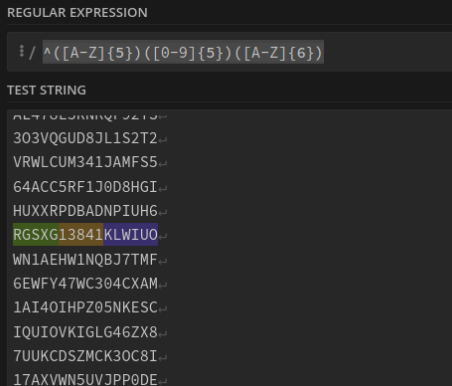 REGULAR EXPRESSION
/ ^([A-Z]{5})([0-9]{5})([A-Z]{6})
TEST STRING
3O3VQGUD8JL1S2T2
VRWLCUM341JAMFS5
64ACC5RF1J0D8HGI
HUXXRPDBADNPIUH6
RGSXG13841KLWIUO
WN1AEHW1NQBJ7TMF
6EWFY47WC304CXAM
1AI4OIHPZ05NKESC
IQUIOVKIGLG46ZX8
7UUKCDSZMCK3OC8I
17AXVWN5UVJPP0DE